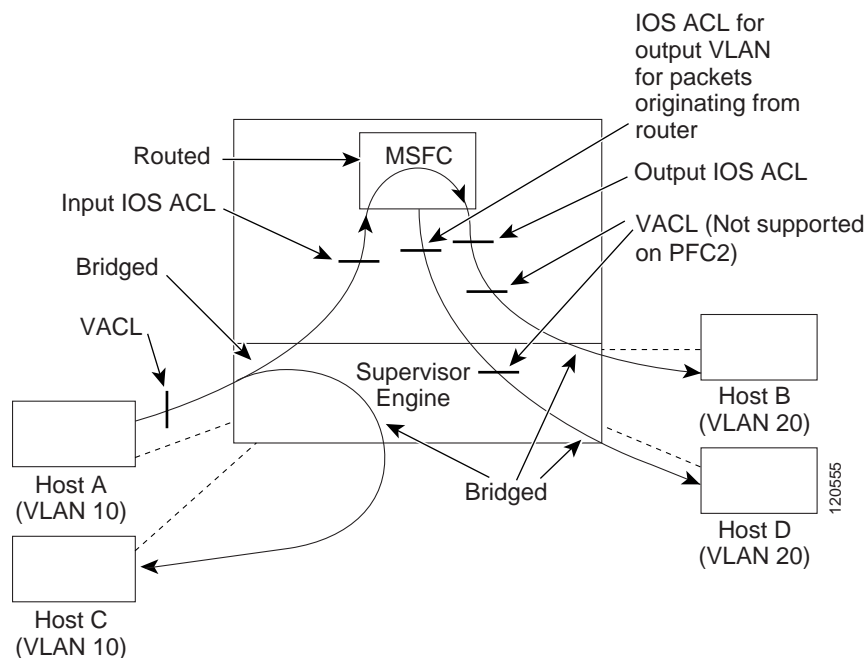 IOS ACL for
output VLAN
for packets
originating from
router
Routed
MSFC
Output IOS ACL
Input IOS ACL
VACL (Not supported
on PFC2)
Bridged
VACL
Supervisor
Engine
Host B
(VLAN 20)
Host A
(VLAN 10)
Bridged
Host D
(VLAN 20)
120555
Host C
(VLAN 10)